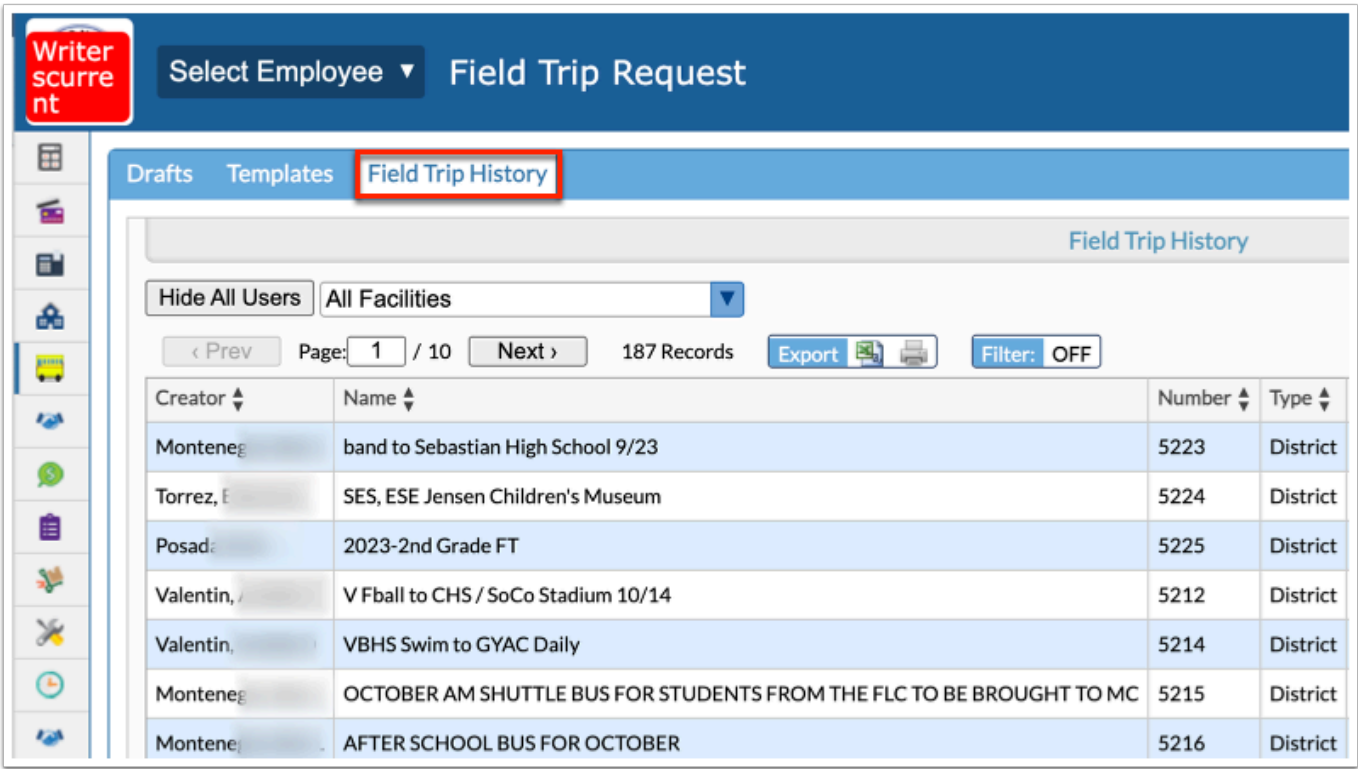 Writer
scurre
nt
Select Employee ▼ Field Trip Request
Drafts Templates Field Trip History
Field Trip History
Hide All Users All Facilities
‹ Prev Page: 1 / 10 Next › 187 Records Export Filter: OFF
Creator Name Number Type
band to Sebastian High School 9/23 5223 District
Torrez, SES, ESE Jensen Children's Museum 5224 District
2023-2nd Grade FT 5225 District
Valentin, V Fball to CHS / SoCo Stadium 10/14 5212 District
Valentin, VBHS Swim to GYAC Daily 5214 District
OCTOBER AM SHUTTLE BUS FOR STUDENTS FROM THE FLC TO BE BROUGHT TO MC 5215 District
AFTER SCHOOL BUS FOR OCTOBER 5216 District